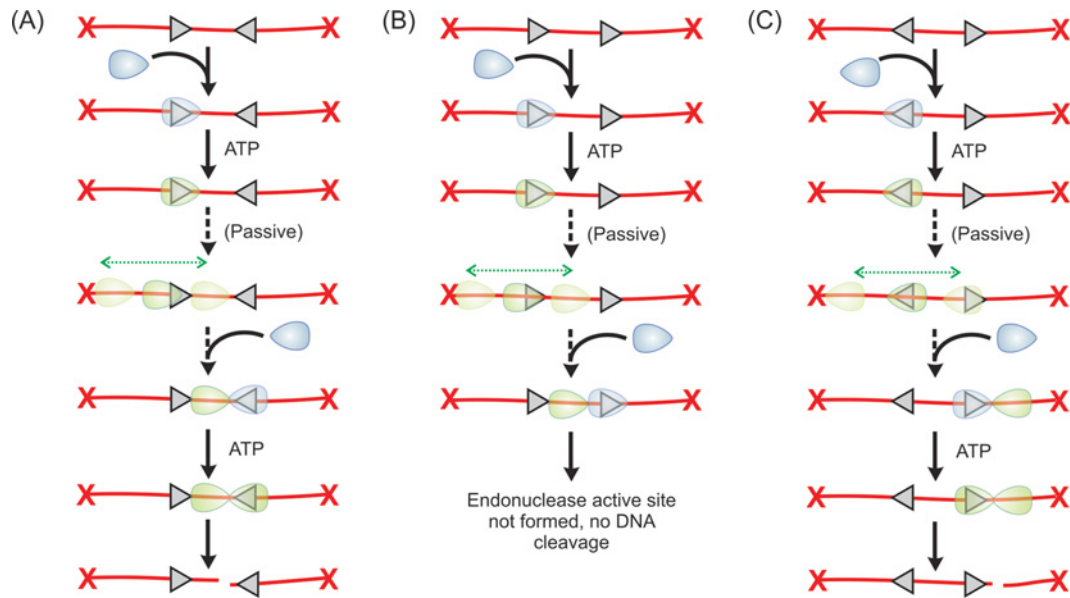 (A)
X X
X X
ATP
X X
(Passive)
X X
X X
ATP
X X
X X
(B)
X X
X X
ATP
X X
(Passive)
X X
X X
Endonuclease active site
not formed, no DNA
cleavage
(C)
X X
X X
ATP
X X
(Passive)
X X
X X
ATP
X X
X X